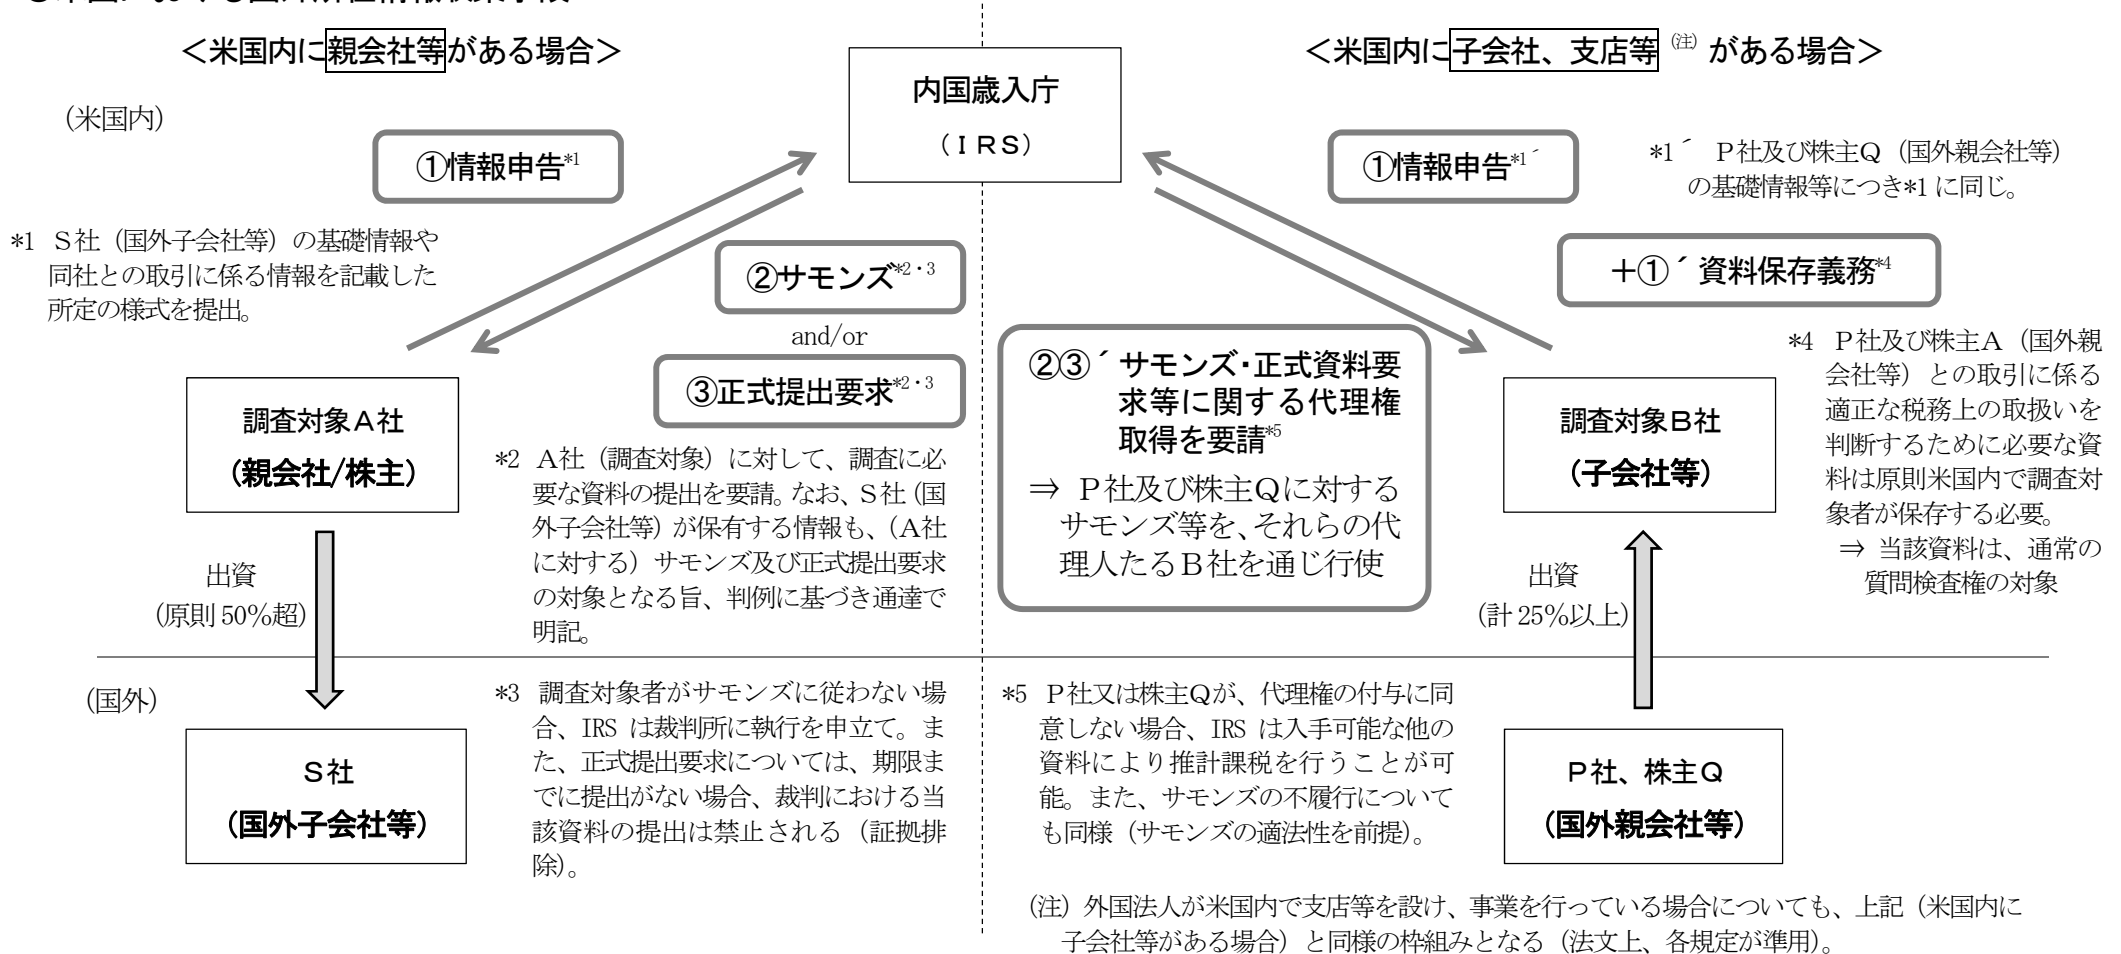 ＜米国内に親会社等がある場合＞
＜米国内に子会社、支店等（注）がある場合＞
内国歳入庁
（ＩＲＳ）
（米国内）
①情報申告*1
①情報申告*1´
*1´ Ｐ社及び株主Ｑ（国外親会社等）
の基礎情報等につき*1に同じ。
*1 Ｓ社（国外子会社等）の基礎情報や
同社との取引に係る情報を記載した
所定の様式を提出。
②サモンズ*2・3
and/or
③正式提出要求*2・3
＋①´資料保存義務*4
②③´サモンズ・正式資料要
求等に関する代理権
取得を要請*5
⇒ Ｐ社及び株主Ｑに対する
サモンズ等を、それらの代
理人たるＢ社を通じ行使
*4 Ｐ社及び株主Ａ（国外親
会社等）との取引に係る
適正な税務上の取扱いを
判断するために必要な資
料は原則米国内で調査対
象者が保存する必要。
⇒ 当該資料は、通常の
質問検査権の対象
調査対象Ａ社
（親会社/株主）
調査対象Ｂ社
（子会社等）
*2 Ａ社（調査対象）に対して、調査に必
要な資料の提出を要請。なお、Ｓ社（国
外子会社等）が保有する情報も、（Ａ社
に対する）サモンズ及び正式提出要求
の対象となる旨、判例に基づき通達で
明記。
出資
（原則50％超）
出資
（計25％以上）
（国外）
Ｓ社
（国外子会社等）
*3 調査対象者がサモンズに従わない場
合、IRS は裁判所に執行を申立て。ま
た、正式提出要求については、期限ま
でに提出がない場合、裁判における当
該資料の提出は禁止される（証拠排
除）。
*5 Ｐ社又は株主Ｑが、代理権の付与に同
意しない場合、IRS は入手可能な他の
資料により推計課税を行うことが可
能。また、サモンズの不履行について
も同様（サモンズの適法性を前提）。
Ｐ社、株主Ｑ
（国外親会社等）
（注）外国法人が米国内で支店等を設け、事業を行っている場合についても、上記（米国内に
子会社等がある場合）と同様の枠組みとなる（法文上、各規定が準用）。